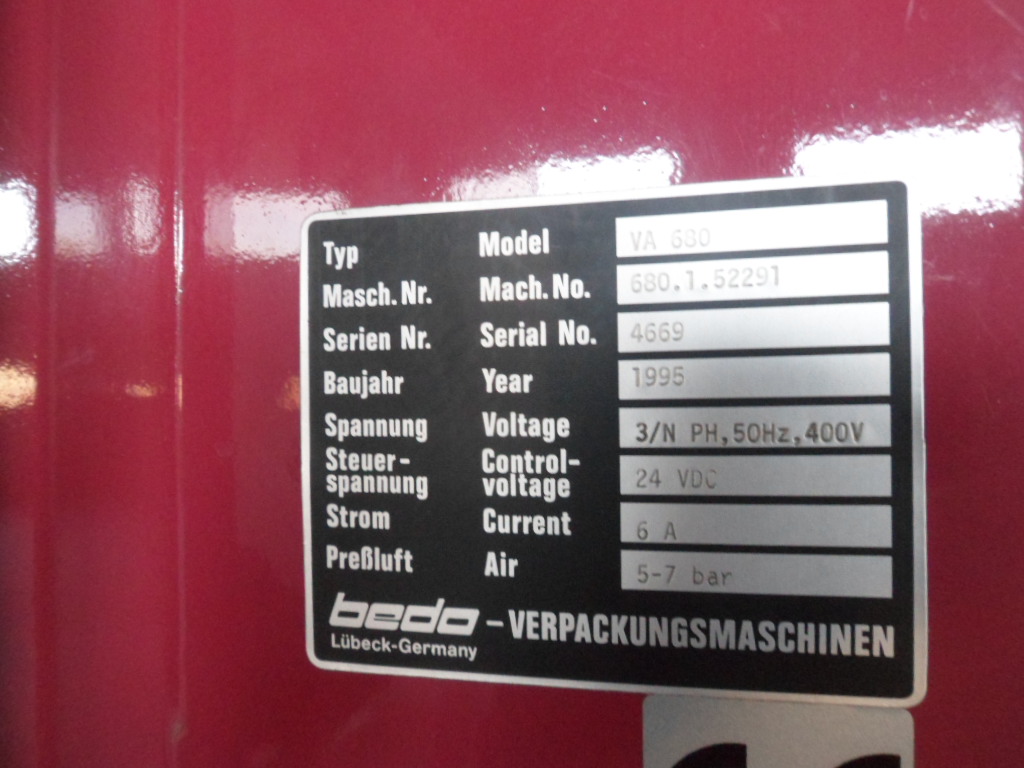 Typ Model VA 680
Masch. Nr. Mach. No. 680.1.52291
Serien Nr. Serial No. 4669
Baujahr Year 1995
Spannung Voltage 3/N PH,50Hz,400V
Steuer- Control-
spannung voltage 24 VDC
Strom Current 6 A
Preßluft Air 5-7 bar
bedo -VERPACKUNGSMASCHINEN
Lübeck-Germany